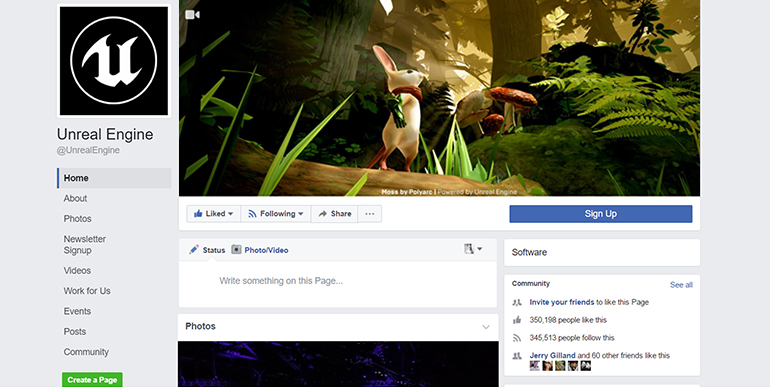 Unreal Engine
@UnrealEngine
Home
About
Photos
Newsletter
Signup
Videos
Work for Us
Events
Posts
Community
Create a Page
Moss by Polyarc | Powered by Unreal Engine
Liked
Following
Share
Sign Up
Status
Photo/Video
Write something on this Page...
Photos
Software
Community
See all
Invite your friends to like this Page
350,198 people like this
345,513 people follow this
Jerry Gilland and 60 other friends like this